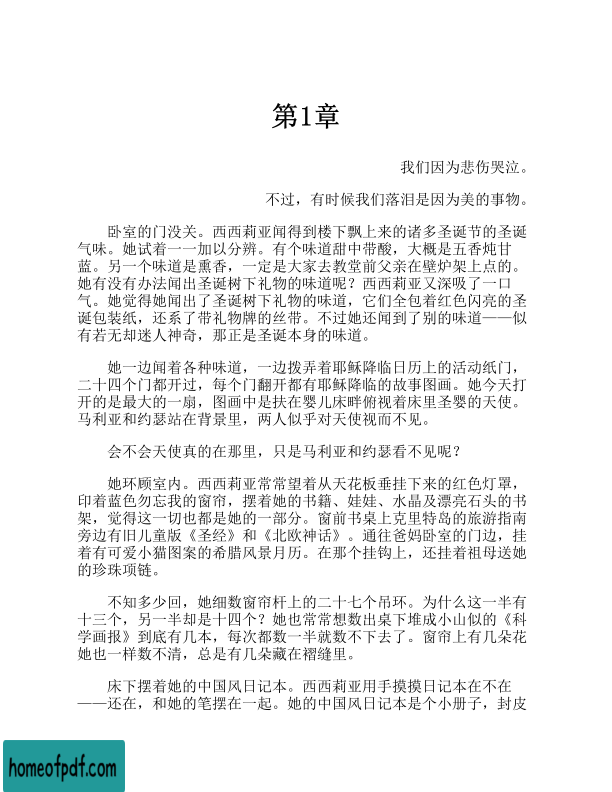 第1章
我们因为悲伤哭泣。
不过，有时候我们落泪是因为美的事物。
卧室的门没关。西西莉亚闻得到楼下飘上来的诸多圣诞节的圣诞
气味。她试着一一加以分辨。有个味道甜中带酸，大概是五香炖甘
蓝。另一个味道是熏香，一定是大家去教堂前父亲在壁炉架上点的。
她有没有办法闻出圣诞树下礼物的味道呢？西西莉亚又深吸了一口
气。她觉得她闻出了圣诞树下礼物的味道，它们全包着红色闪亮的圣
诞包装纸，还系了带礼物牌的丝带。不过她还闻到了别的味道——似
有若无却迷人神奇，那正是圣诞本身的味道。
她一边闻着各种味道，一边拨弄着耶稣降临日历上的活动纸门，
二十四个门都开过，每个门翻开都有耶稣降临的故事图画。她今天打
开的是最大的一扇，图画中是扶在婴儿床畔俯视着床里圣婴的天使。
马利亚和约瑟站在背景里，两人似乎对天使视而不见。
会不会天使真的在那里，只是马利亚和约瑟看不见呢？
她环顾室内。西西莉亚常常望着从天花板垂挂下来的红色灯罩，
印着蓝色勿忘我的窗帘，摆着她的书籍、娃娃、水晶及漂亮石头的书
架，觉得这一切也都是她的一部分。窗前书桌上克里特岛的旅游指南
旁边有旧儿童版《圣经》和《北欧神话》。通往爸妈卧室的门边，挂
着有可爱小猫图案的希腊风景月历。在那个挂钩上，还挂着祖母送她
的珍珠项链。
不知多少回，她细数窗帘杆上的二十七个吊环。为什么这一半有
十三个，另一半却是十四个？她也常常想数出桌下堆成小山似的《科
学画报》到底有几本，每次都数一半就数不下去了。窗帘上有几朵花
她也一样数不清，总是有几朵藏在褶缝里。
床下摆着她的中国风日记本。西西莉亚用手摸摸日记本在不在
——还在，和她的笔摆在一起。她的中国风日记本是个小册子，封皮
homeofpdf.com